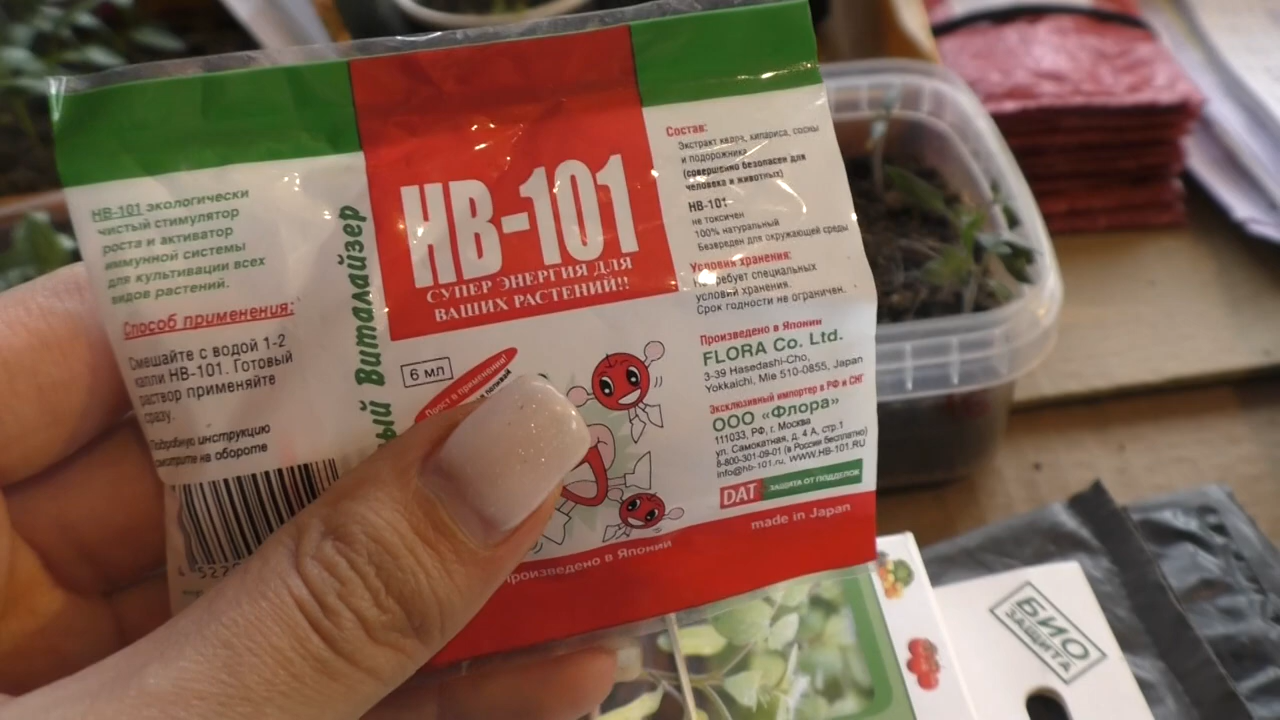 HB-101 экологически
чистый стимулятор
роста и активатор
иммунной системы
для культивации всех
видов растений.
Способ применения:
Смешайте с водой 1-2
капли HB-101. Готовый
раствор применяйте
сразу.
Подробную инструкцию
смотрите на обороте
Виталайзер
HB-101
СУПЕР ЭНЕРГИЯ ДЛЯ
ВАШИХ РАСТЕНИЙ!!
6 мл
Прост в применении!
Произведено в Японии
Состав:
Экстракт кедра, кипариса, сосны
и подорожника
(совершенно безопасен для
человека и животных)
HB-101-
не токсичен
100% натуральный
Безвреден для окружающей среды
Условия хранения:
Не требует специальных
условий хранения.
Срок годности не ограничен.
Произведено в Японии
FLORA Co. Ltd.
3-39 Hasedashi-Cho,
Yokkaichi, Mie 510-0855, Japan
Эксклюзивный импортер в РФ и СНГ
ООО «Флора»
111033, РФ, г. Москва
ул. Самокатная, д. 4 А, стр.1
8-800-301-09-01 (в России бесплатно)
info@hb-101.ru, WWW.HB-101.RU
DAT ЗАЩИТА ОТ ПОДДЕЛОК
made in Japan
БИО
ЗАЩИТА